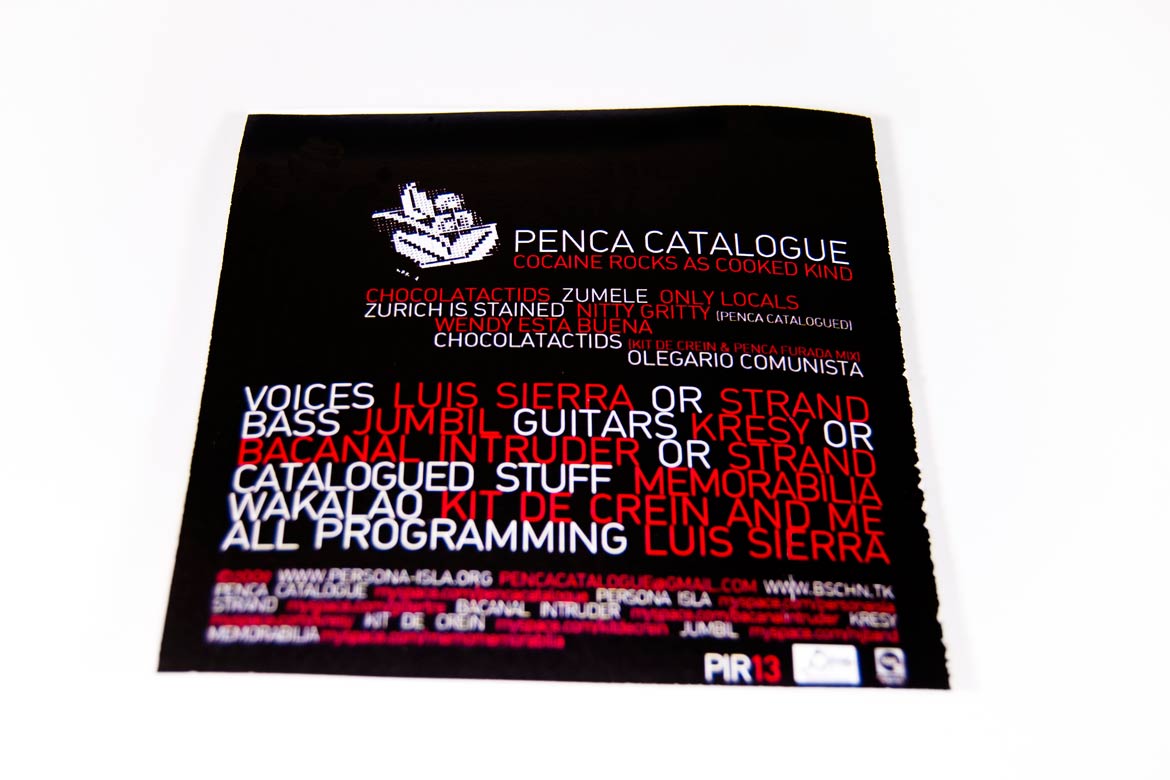 PENCA CATALOGUE
COCAINE ROCKS AS COOKED KIND
CHOCOLATACTIDS ZUMELE ONLY LOCALS
ZURICH IS STAINED NITTY GRITTY (PENCA CATALOGUED)
WENDY ESTA BUENA
CHOCOLATACTIDS (KIT DE CREIN & PENCA FURADA MIX)
OLEGARIO COMUNISTA
VOICES LUIS SIERRA OR STRAND
BASS JUMBIL GUITARS KRESY OR
BACANAL INTRUDER OR STRAND
CATALOGUED STUFF MEMORABILIA
WAKALAO KIT DE CREIN AND ME
ALL PROGRAMMING LUIS SIERRA
WWW.PERSONA-ISLA.ORG PENCACATALOGUE@GMAIL.COM WWW.BSCHN.TK
PENCA CATALOGUE PERSONA ISLA
STRAND BACANAL INTRUDER KRESY
KIT DE CREIN JUMBIL
MEMORABILIA
PIR13